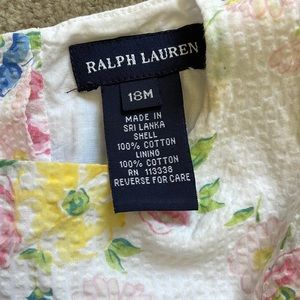 RALPH LAUREN
18M
MADE IN
SRI LANKA
SHELL
100% COTTON
LINING
100% COTTON
RN 113338
REVERSE FOR CARE